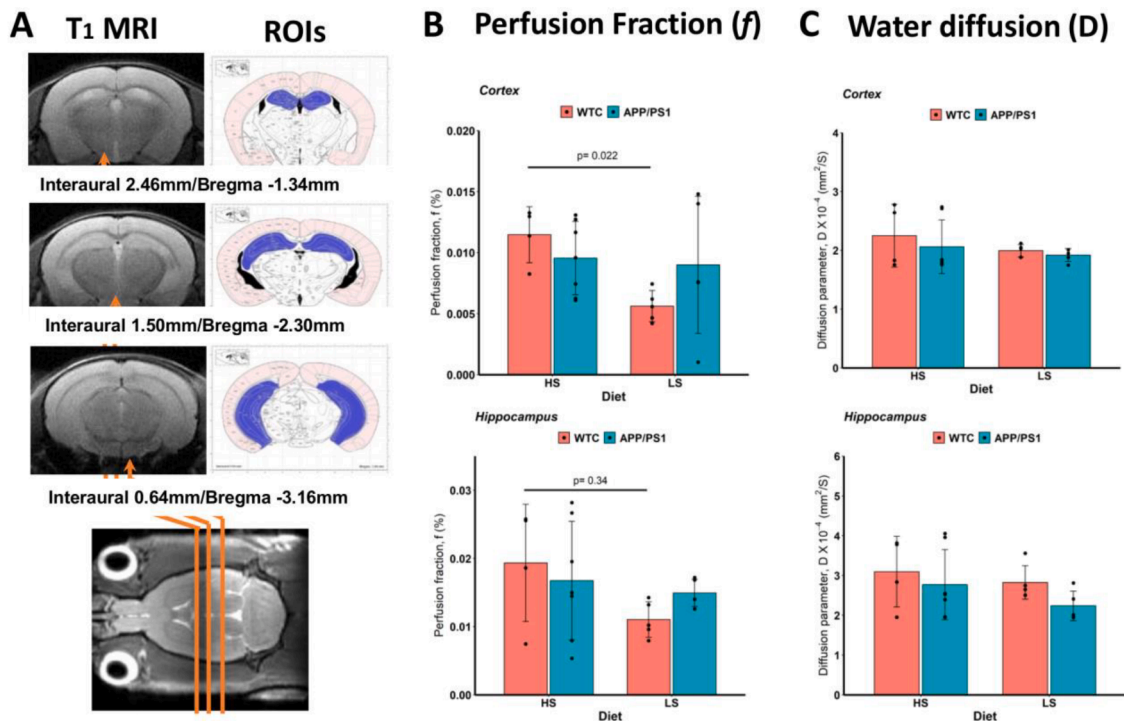 A
T1 MRI
ROIs
Interaural 2.46mm/Bregma -1.34mm
Interaural 1.50mm/Bregma -2.30mm
Interaural 0.64mm/Bregma -3.16mm
B
Perfusion Fraction (f)
Cortex
WTC APP/PS1
0.020
0.015
0.010
0.005
0.000
Perfusion fraction, f (%)
p= 0.022
HS LS
Diet
Hippocampus
WTC APP/PS1
0.03
0.02
0.01
0.00
Perfusion fraction, f (%)
p= 0.34
HS LS
Diet
C
Water diffusion (D)
Cortex
WTC APP/PS1
4
3
2
1
0
Diffusion parameter, D X 10⁻⁴ (mm²/S)
HS LS
Diet
Hippocampus
WTC APP/PS1
6
5
4
3
2
1
0
Diffusion parameter, D X 10⁻⁴ (mm²/S)
HS LS
Diet